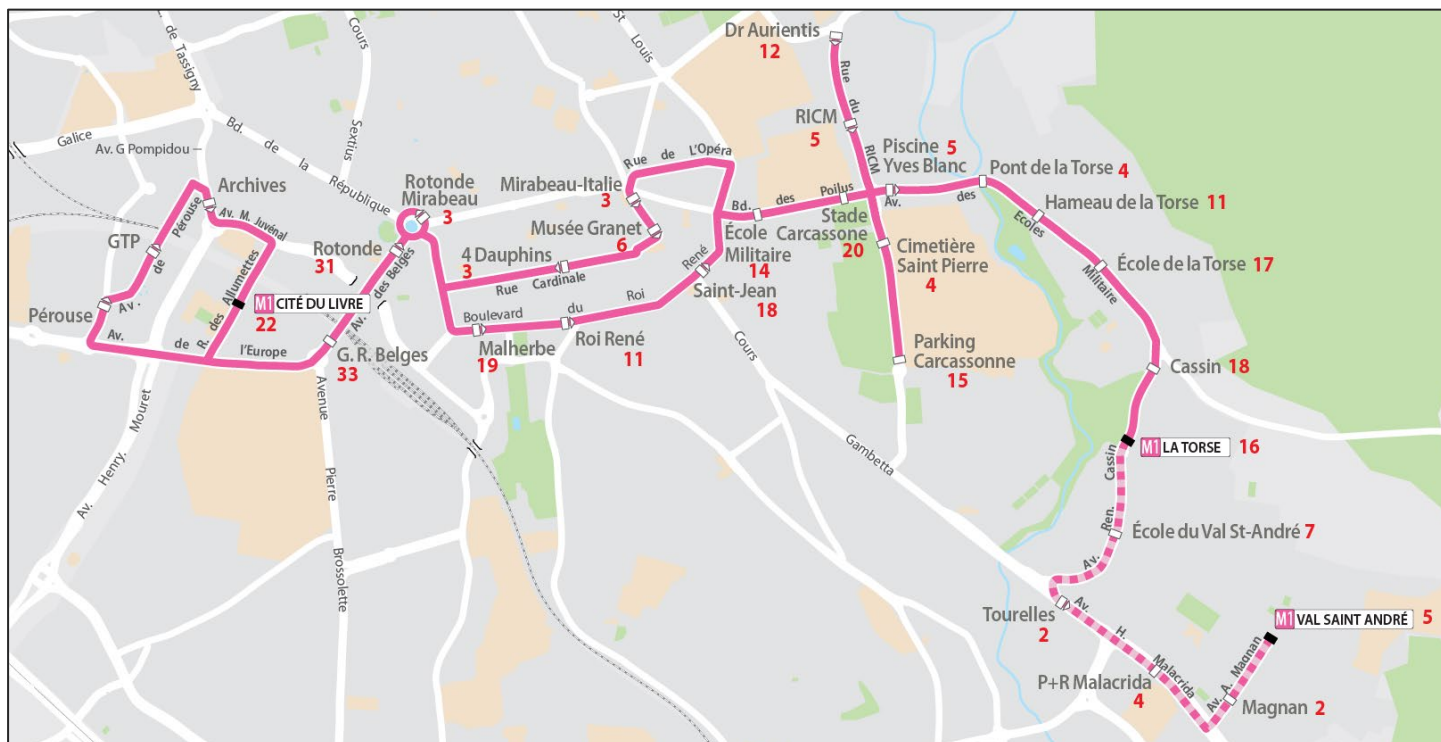 de Tassigny
Cours
St
Louis
Dr Aurientis
12
Rue du RICM
RICM
5
Galice
Bd. de la République
Sextius
Av. G Pompidou
Archives
Rotonde
Mirabeau
3
Mirabeau-Italie
3
Rue de L'Opéra
Piscine 5
Yves Blanc
Pont de la Torse 4
Av. M. Juvénal
GTP
Av. de Pérouse
Rotonde
31
Musée Granet
6
Bd. des Poilus
Av. des Ecoles Militaire
Hameau de la Torse 11
École
Militaire
14
Stade
Carcassone
20
4 Dauphins
3
Rue Cardinale
Cimetière
Saint Pierre
4
École de la Torse 17
Pérouse
M1 CITÉ DU LIVRE
22
R. des Allumettes
Av. des Belges
Boulevard du Roi René
Saint-Jean
18
Av. de l'Europe
G. R. Belges
33
Malherbe
19
Roi René
11
Cours
Parking
Carcassonne
15
Cassin 18
Av. Henry. Mouret
Avenue Pierre Brossolette
Gambetta
M1 LA TORSE 16
Av. Ren. Cassin
École du Val St-André 7
Tourelles
2
Av. H. Malacrida
M1 VAL SAINT ANDRÉ 5
P+R Malacrida
4
Av. A. Magnan
Magnan 2